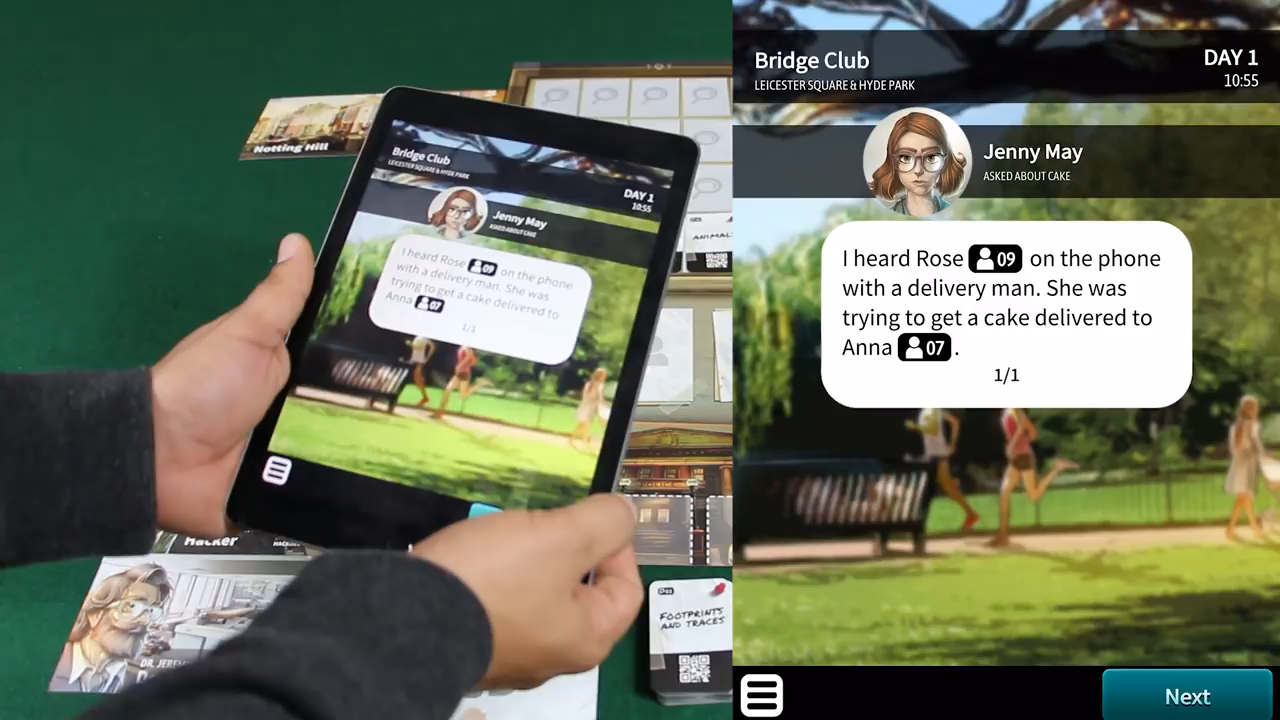 Notting Hill
Bridge Club
LEICESTER SQUARE & HYDE PARK
DAY 1
10:55
Jenny May
ASKED ABOUT CAKE
I heard Rose 09 on the phone
with a delivery man. She was
trying to get a cake delivered to
Anna 07
1/1
Hacker
DR. JEREM
FOOTPRINTS
AND TRACES
Bridge Club
LEICESTER SQUARE & HYDE PARK
DAY 1
10:55
Jenny May
ASKED ABOUT CAKE
I heard Rose 09 on the phone
with a delivery man. She was
trying to get a cake delivered to
Anna 07 .
1/1
Next